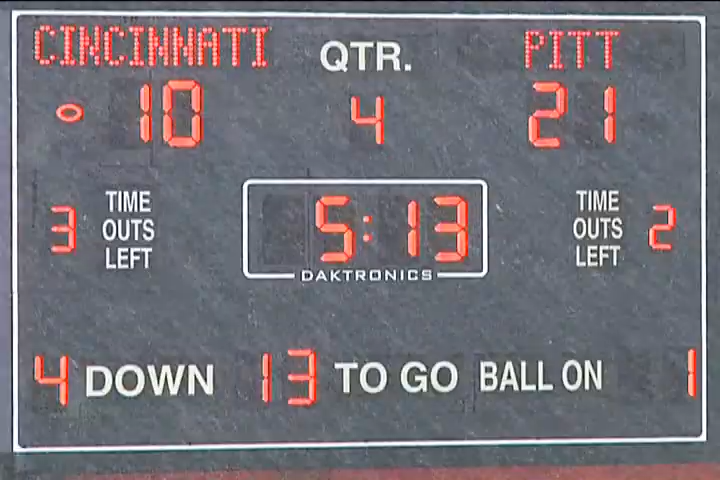 CINCINNATI QTR. PITT
10 4 21
3 TIME OUTS LEFT 5:13 TIME OUTS LEFT 2
DAKTRONICS
4 DOWN 13 TO GO BALL ON 1